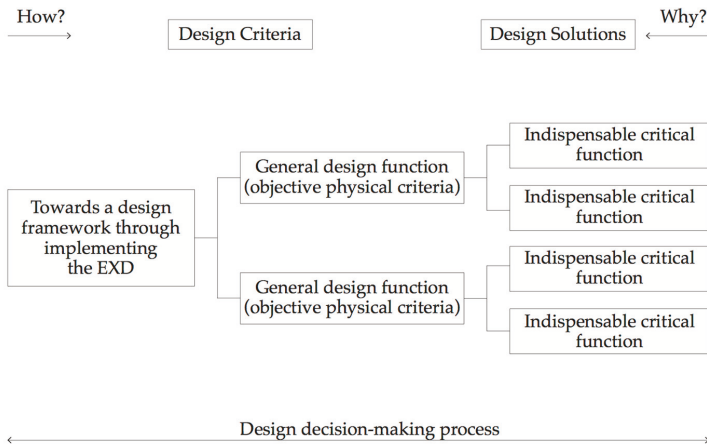 How?
Design Criteria
Design Solutions
Why?
Towards a design
framework through
implementing
the EXD
General design function
(objective physical criteria)
Indispensable critical
function
Indispensable critical
function
General design function
(objective physical criteria)
Indispensable critical
function
Indispensable critical
function
Design decision-making process